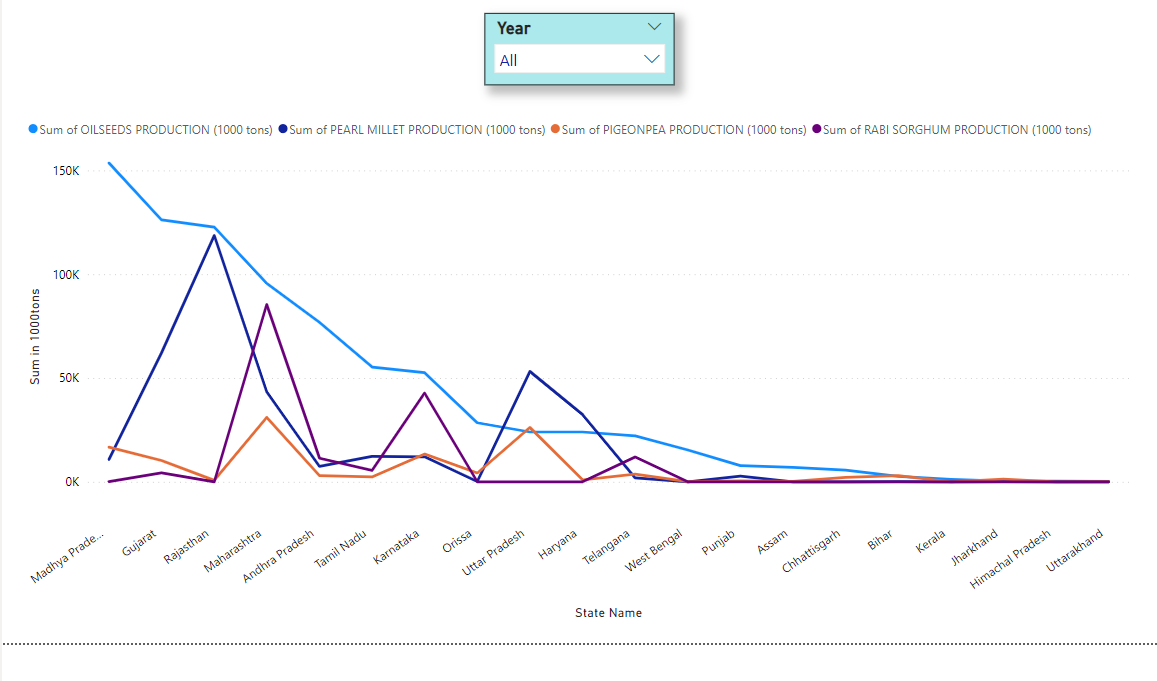 Year
All
Sum of OILSEEDS PRODUCTION (1000 tons) Sum of PEARL MILLET PRODUCTION (1000 tons) Sum of PIGEONPEA PRODUCTION (1000 tons) Sum of RABI SORGHUM PRODUCTION (1000 tons)
150K
100K
50K
0K
Sum in 1000tons
Madhya Prade...
Gujarat
Rajasthan
Maharashtra
Andhra Pradesh
Tamil Nadu
Karnataka
Orissa
Uttar Pradesh
Haryana
Telangana
West Bengal
Punjab
Assam
Chhattisgarh
Bihar
Kerala
Jharkhand
Himachal Pradesh
Uttarakhand
State Name